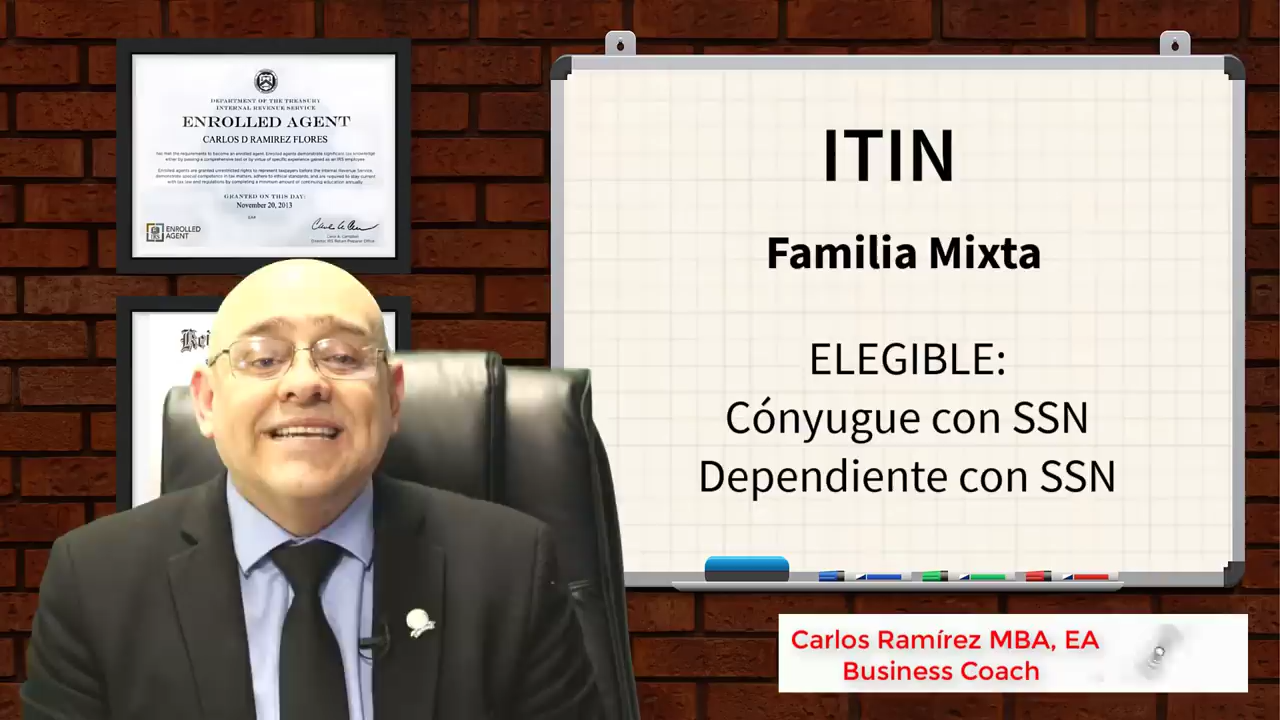 DEPARTMENT OF THE TREASURY
INTERNAL REVENUE SERVICE
ENROLLED AGENT
CARLOS D RAMIREZ FLORES
GRANTED ON THIS DAY:
November 20, 2013
ENROLLED
AGENT
ITIN
Familia Mixta
ELEGIBLE:
Cónyugue con SSN
Dependiente con SSN
Carlos Ramírez MBA, EA
Business Coach